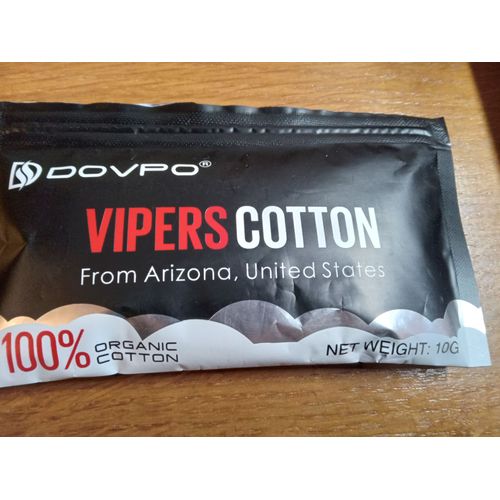 DOVPO®
VIPERS COTTON
From Arizona, United States
100% ORGANIC
COTTON
NET WEIGHT: 10G